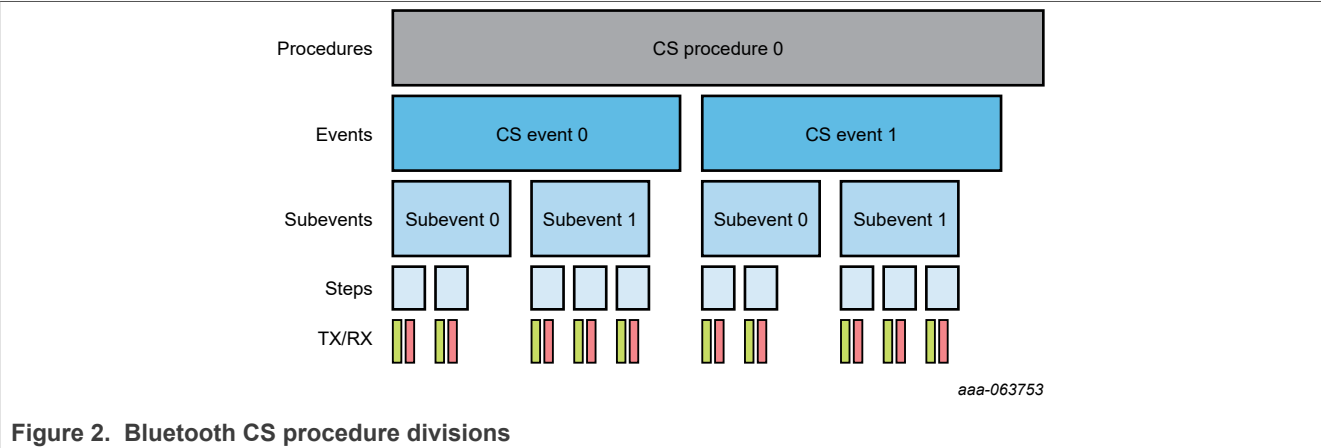 Procedures CS procedure 0
Events CS event 0 CS event 1
Subevents Subevent 0 Subevent 1 Subevent 0 Subevent 1
Steps
TX/RX
aaa-063753
Figure 2. Bluetooth CS procedure divisions